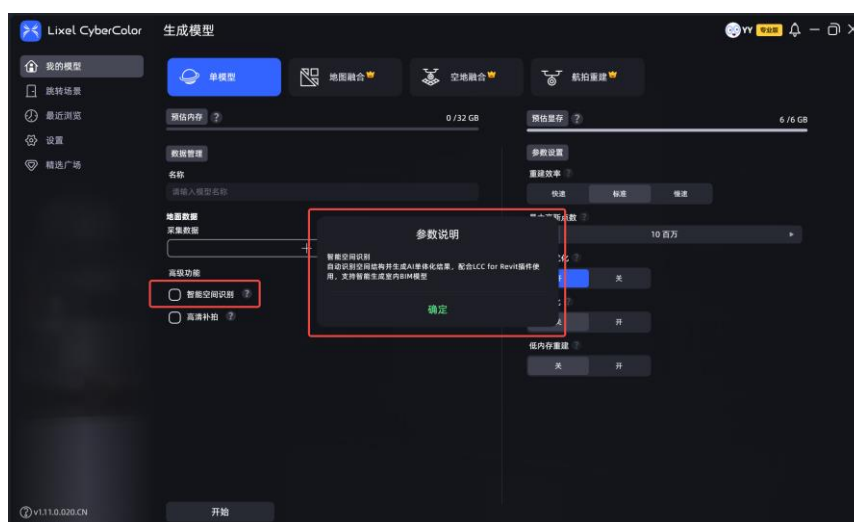 Lixel CyberColor
生成模型
YY 专业版
我的模型
跳转场景
最近浏览
设置
精选广场
单模型
地图融合
空地融合
航拍重建
预估内存 ?
0 /32 GB
预估显存 ?
6 /6 GB
数据管理
名称
请输入模型名称
地面数据
采集数据
+
高级功能
智能空间识别 ?
高清补拍 ?
参数设置
重建效率 ?
快速
标准
慢速
点数 ?
10 百万
化 ?
关
?
开
低内存重建 ?
关
开
参数说明
智能空间识别
自动识别空间结构并生成AI单体化结果，配合LCC for Revit插件使
用，支持智能生成室内BIM模型
确定
? v1.11.0.020.CN
开始